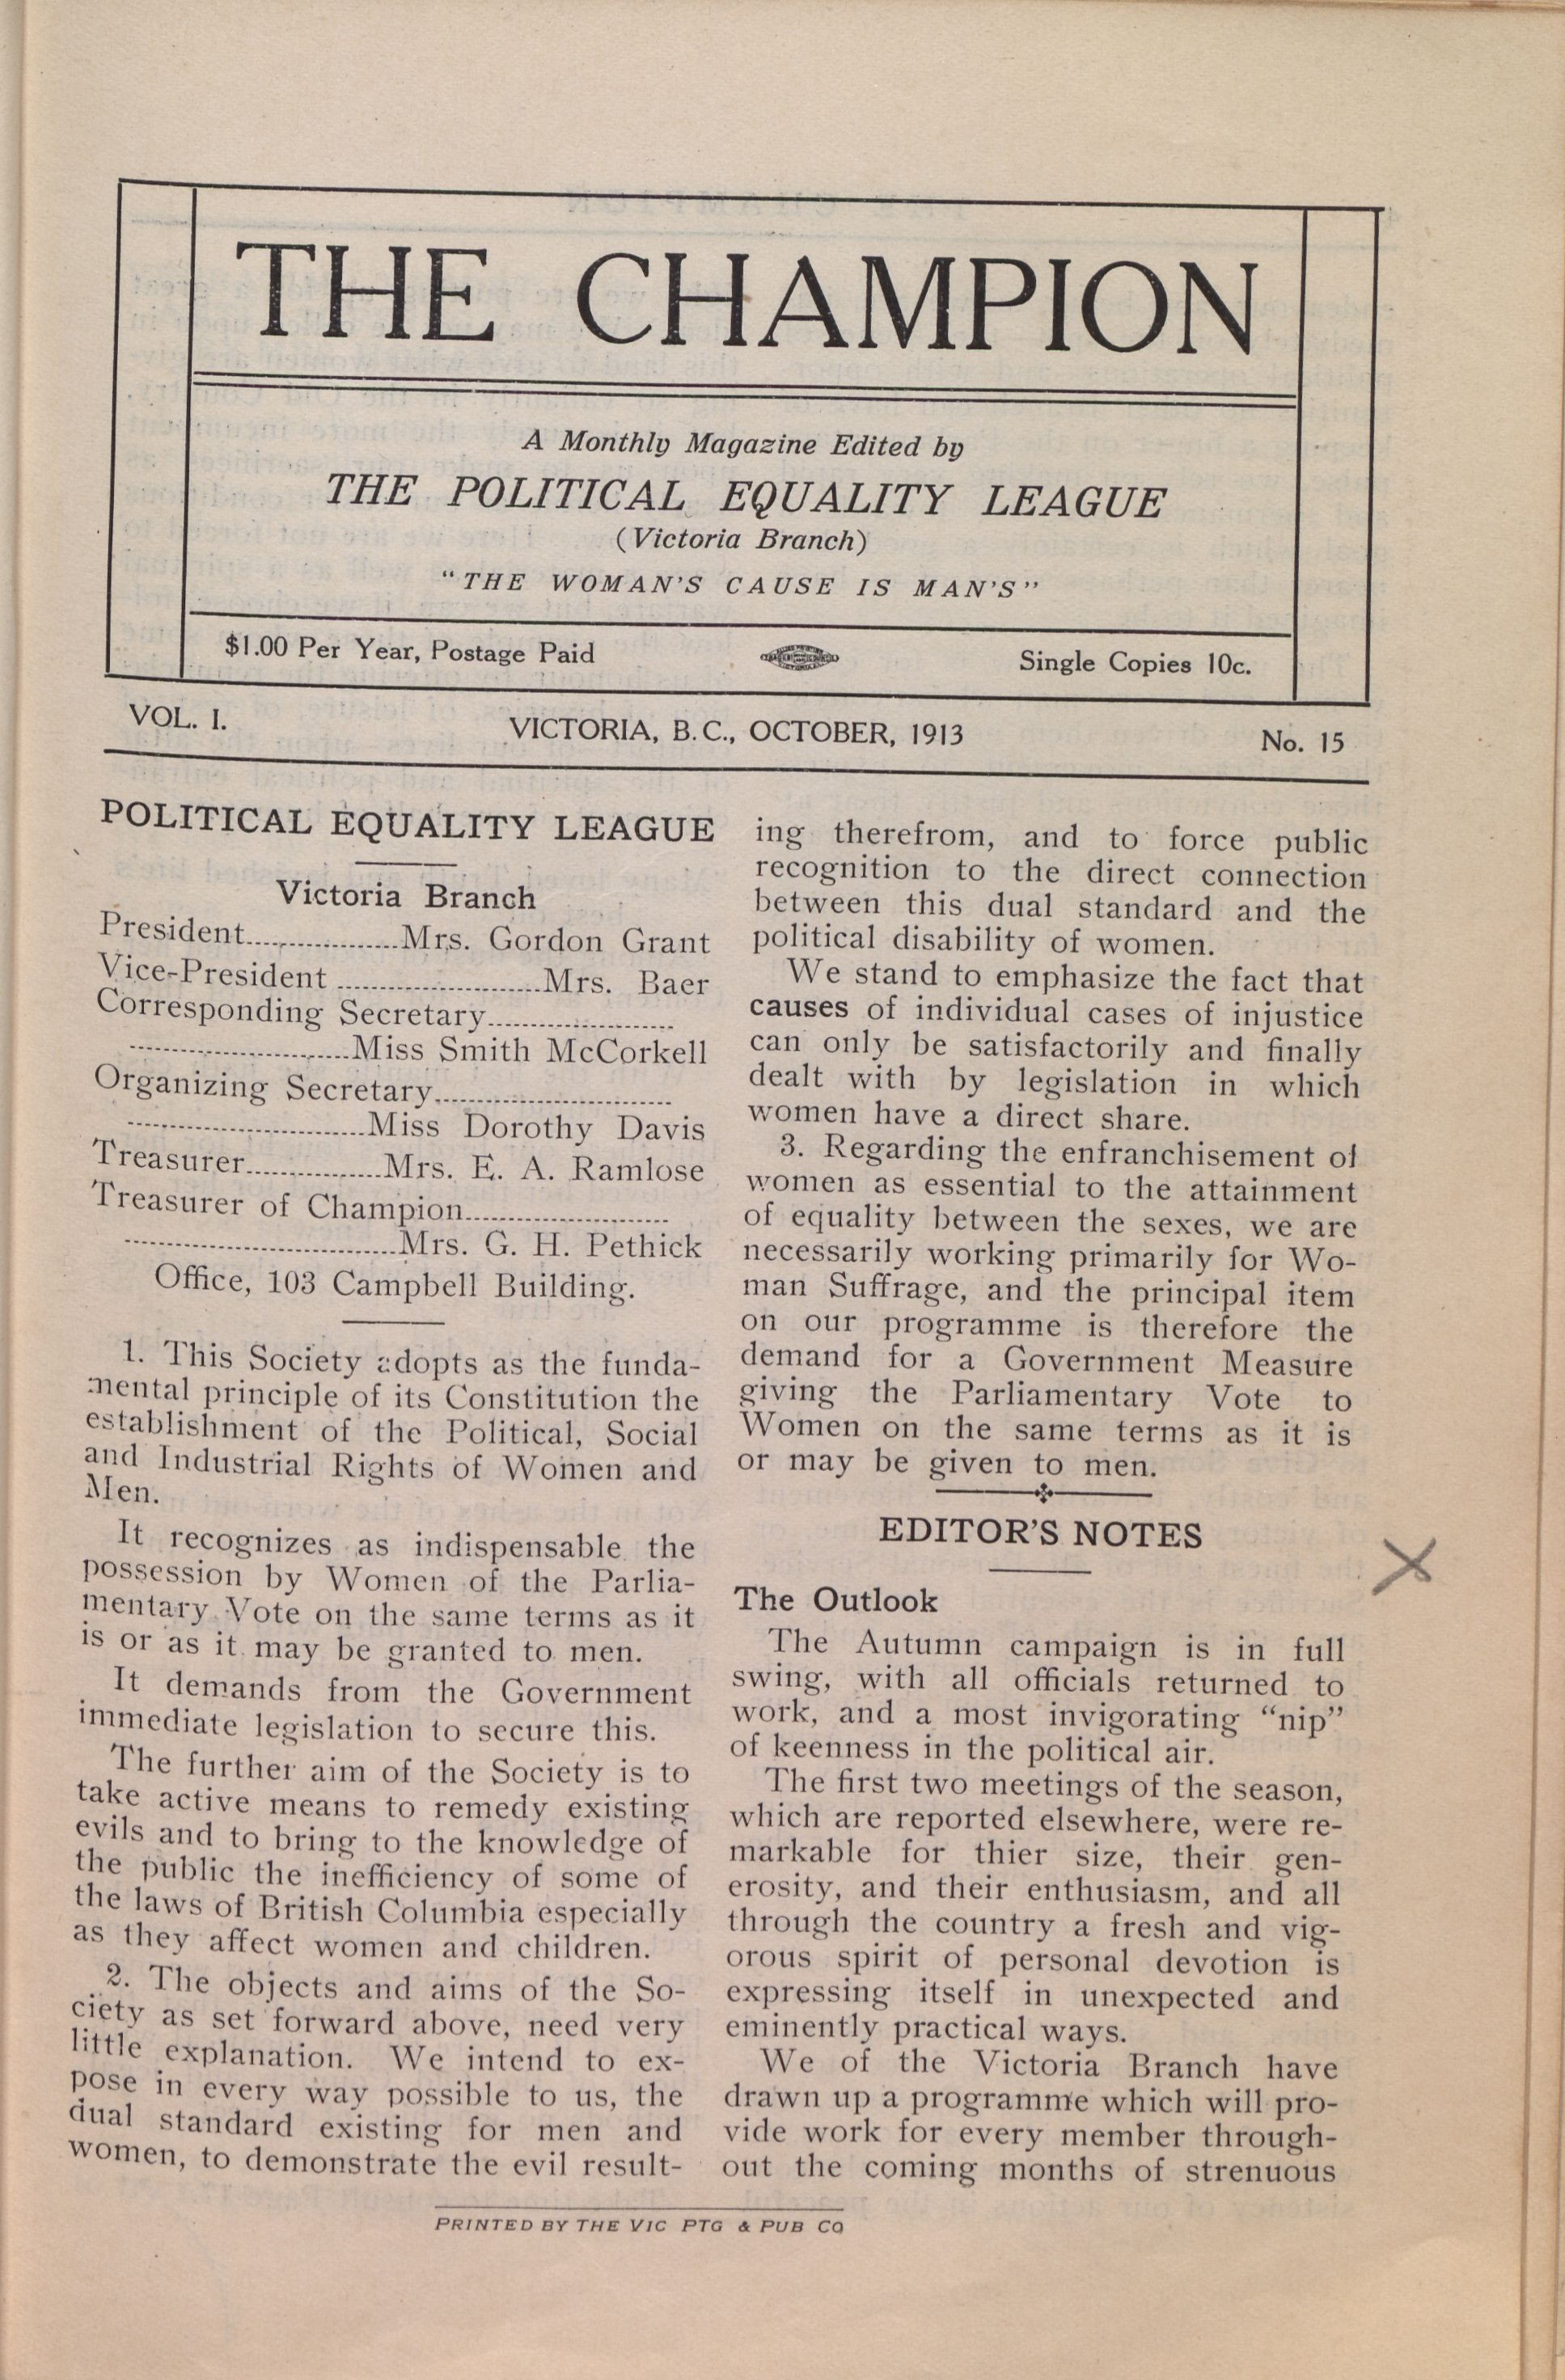 THE CHAMPION
A Monthly Magazine Edited by
THE POLITICAL EQUALITY LEAGUE
(Victoria Branch)
"THE WOMAN'S CAUSE IS MAN'S"
$1.00 Per Year, Postage Paid Single Copies 10c.
VOL. I. VICTORIA, B.C., OCTOBER, 1913 No. 15
POLITICAL EQUALITY LEAGUE
Victoria Branch
President..................Mrs. Gordon Grant
Vice-President ........................Mrs. Baer
Corresponding Secretary......................
..........................Miss Smith McCorkell
Organizing Secretary............................
............................Miss Dorothy Davis
Treasurer................Mrs. E. A. Ramlose
Treasurer of Champion........................
................................Mrs. G. H. Pethick
Office, 103 Campbell Building.
1. This Society adopts as the funda-
mental principle of its Constitution the
establishment of the Political, Social
and Industrial Rights of Women and
Men.
It recognizes as indispensable the
possession by Women of the Parlia-
mentary Vote on the same terms as it
is or as it may be granted to men.
It demands from the Government
immediate legislation to secure this.
The further aim of the Society is to
take active means to remedy existing
evils and to bring to the knowledge of
the public the inefficiency of some of
the laws of British Columbia especially
as they affect women and children.
2. The objects and aims of the So-
ciety as set forward above, need very
little explanation. We intend to ex-
pose in every way possible to us, the
dual standard existing for men and
women, to demonstrate the evil result-
ing therefrom, and to force public
recognition to the direct connection
between this dual standard and the
political disability of women.
We stand to emphasize the fact that
causes of individual cases of injustice
can only be satisfactorily and finally
dealt with by legislation in which
women have a direct share.
3. Regarding the enfranchisement of
women as essential to the attainment
of equality between the sexes, we are
necessarily working primarily for Wo-
man Suffrage, and the principal item
on our programme is therefore the
demand for a Government Measure
giving the Parliamentary Vote to
Women on the same terms as it is
or may be given to men.
EDITOR'S NOTES
The Outlook
The Autumn campaign is in full
swing, with all officials returned to
work, and a most invigorating "nip"
of keenness in the political air.
The first two meetings of the season,
which are reported elsewhere, were re-
markable for thier size, their gen-
erosity, and their enthusiasm, and all
through the country a fresh and vig-
orous spirit of personal devotion is
expressing itself in unexpected and
eminently practical ways.
We of the Victoria Branch have
drawn up a programme which will pro-
vide work for every member through-
out the coming months of strenuous
PRINTED BY THE VIC PTG & PUB CO